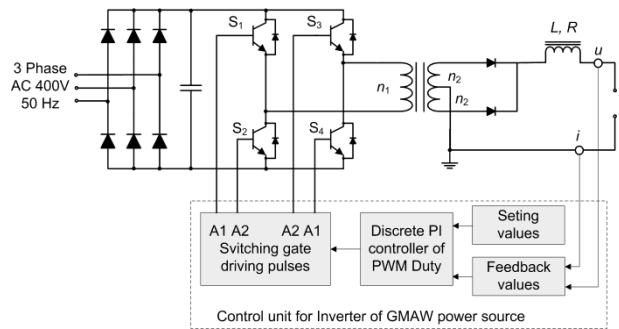 S1
S3
L, R
u
3 Phase
AC 400V
50 Hz
n1
n2
n2
S2
S4
i
A1 A2 A2 A1
Svitching gate
driving pulses
Discrete PI
controller of
PWM Duty
Seting
values
Feedback
values
Control unit for Inverter of GMAW power source